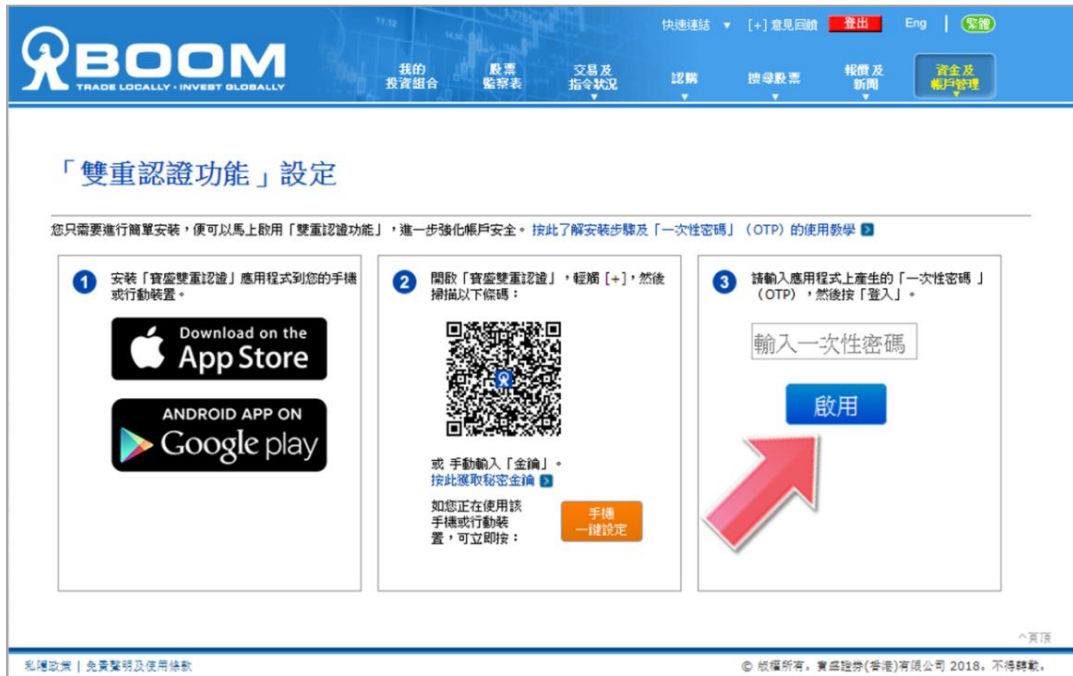 快速連結 ▼ [+] 意見回饋 登出 Eng | 繁體
BOOM
TRADE LOCALLY · INVEST GLOBALLY
我的投資組合 股票監察表 交易及指令狀況 認購 搜尋股票 報價及新聞 資金及帳戶管理
「雙重認證功能」設定
您只需要進行簡單安裝，便可以馬上啟用「雙重認證功能」，進一步強化帳戶安全。按此了解安裝步驟及「一次性密碼」（OTP）的使用教學
1 安裝「寶盛雙重認證」應用程式到您的手機
或行動裝置。
Download on the
App Store
ANDROID APP ON
Google play
2 開啟「寶盛雙重認證」，輕觸 [+]，然後
掃描以下條碼：
或 手動輸入「金鑰」。
按此獲取秘密金鑰
如您正在使用該
手機或行動裝
置，可立即按：
手機
一鍵設定
3 請輸入應用程式上產生的「一次性密碼 」
（OTP），然後按「登入」。
輸入一次性密碼
啟用
^頁頂
私隱政策 | 免責聲明及使用條款
© 版權所有。寶盛證券(香港)有限公司 2018。不得轉載。